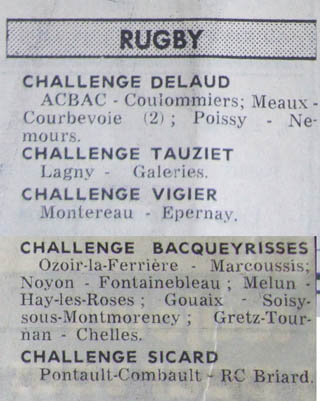 RUGBY
CHALLENGE DELAUD
ACBAC - Coulommiers; Meaux -
Courbevoie (2) ; Poissy - Ne-
mours.
CHALLENGE TAUZIET
Lagny - Galeries.
CHALLENGE VIGIER
Montereau - Epernay.
CHALLENGE BACQUEYRISSES
Ozoir-la-Ferrière - Marcoussis;
Noyon - Fontainebleau ; Melun -
Hay-les-Roses ; Gouaix - Soisy-
sous-Montmorency ; Gretz-Tour-
nan - Chelles.
CHALLENGE SICARD
Pontault-Combault - RC Briard.